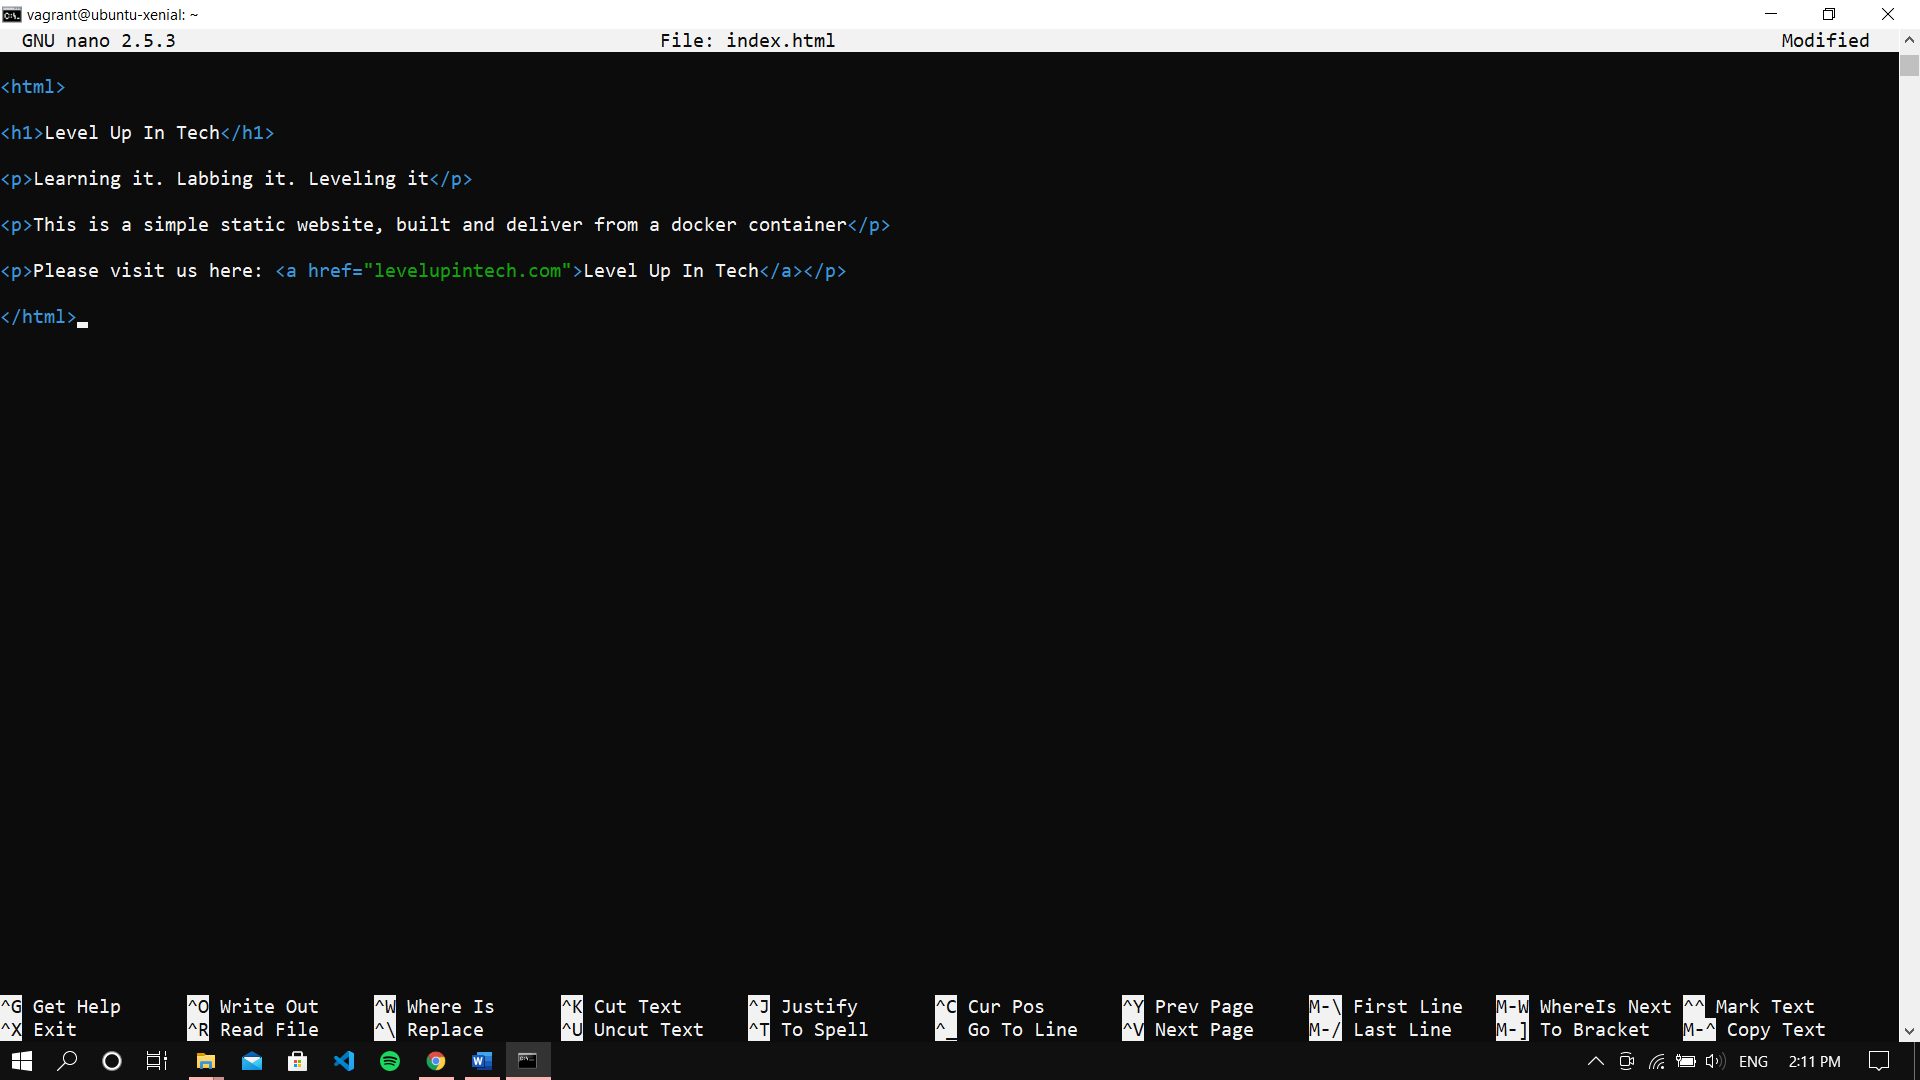 vagrant@ubuntu-xenial: ~
GNU nano 2.5.3 File: index.html Modified
<html>
<h1>Level Up In Tech</h1>
<p>Learning it. Labbing it. Leveling it</p>
<p>This is a simple static website, built and deliver from a docker container</p>
<p>Please visit us here: <a href="levelupintech.com">Level Up In Tech</a></p>
</html>
^G Get Help ^O Write Out ^W Where Is ^K Cut Text ^J Justify ^C Cur Pos ^Y Prev Page M-\ First Line M-W WhereIs Next ^^ Mark Text
^X Exit ^R Read File ^\ Replace ^U Uncut Text ^T To Spell ^_ Go To Line ^V Next Page M-/ Last Line M-] To Bracket M-^ Copy Text
ENG 2:11 PM